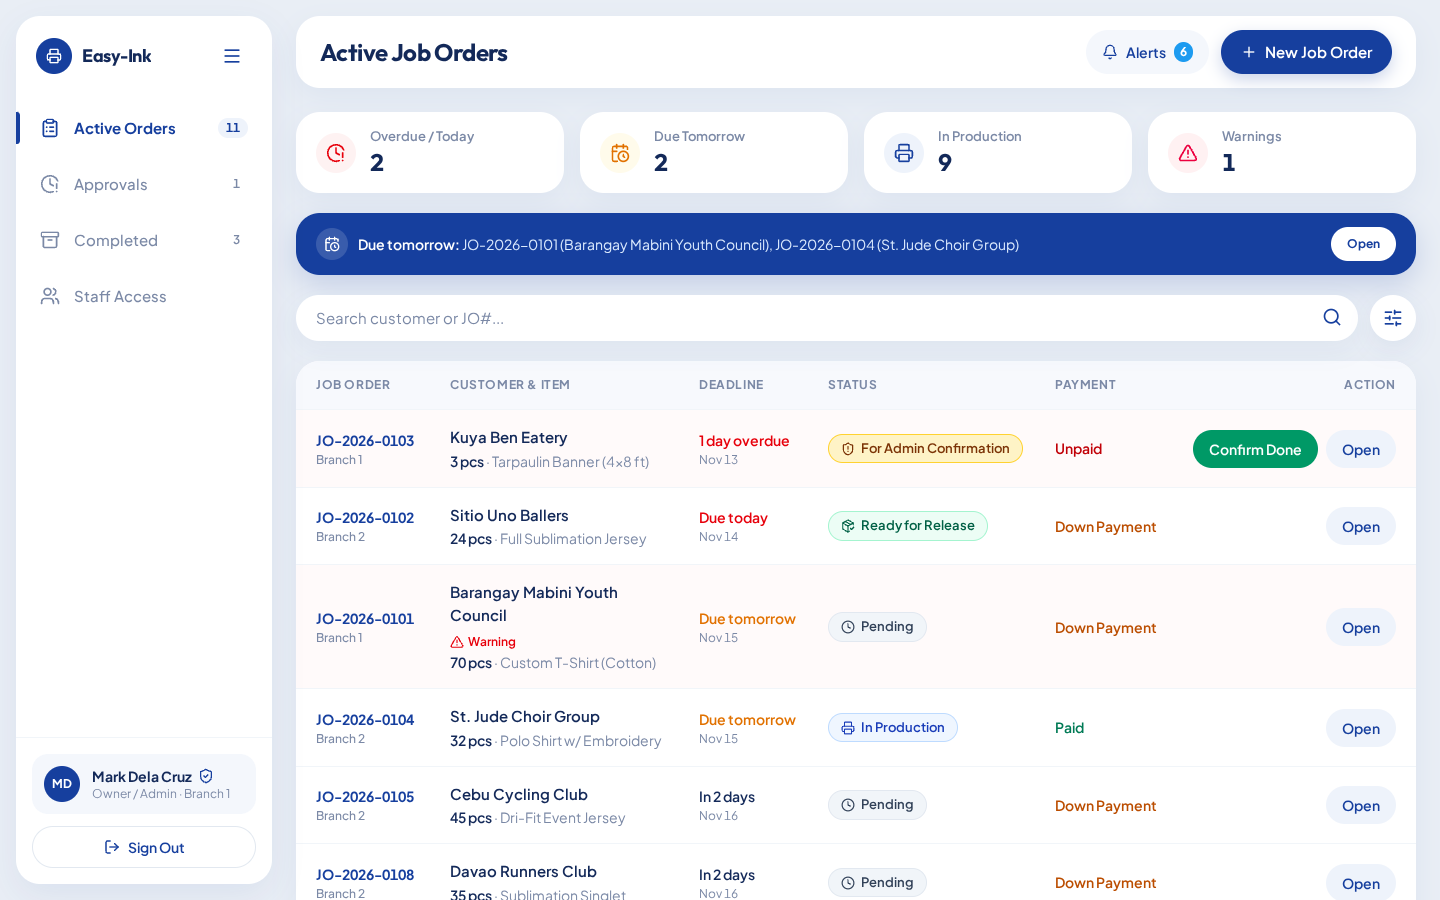 Easy-Ink
Active Orders 11
Approvals 1
Completed 3
Staff Access
MD
Mark Dela Cruz
Owner / Admin · Branch 1
Sign Out
Active Job Orders
Alerts 6
New Job Order
Overdue / Today
2
Due Tomorrow
2
In Production
9
Warnings
1
Due tomorrow: JO-2026-0101 (Barangay Mabini Youth Council), JO-2026-0104 (St. Jude Choir Group)
Open
Search customer or JO#...
JOB ORDER CUSTOMER & ITEM DEADLINE STATUS PAYMENT ACTION
JO-2026-0103
Branch 1
Kuya Ben Eatery
3 pcs · Tarpaulin Banner (4×8 ft)
1 day overdue
Nov 13
For Admin Confirmation
Unpaid
Confirm Done
Open
JO-2026-0102
Branch 2
Sitio Uno Ballers
24 pcs · Full Sublimation Jersey
Due today
Nov 14
Ready for Release
Down Payment
Open
JO-2026-0101
Branch 1
Barangay Mabini Youth
Council
Warning
70 pcs · Custom T-Shirt (Cotton)
Due tomorrow
Nov 15
Pending
Down Payment
Open
JO-2026-0104
Branch 2
St. Jude Choir Group
32 pcs · Polo Shirt w/ Embroidery
Due tomorrow
Nov 15
In Production
Paid
Open
JO-2026-0105
Branch 2
Cebu Cycling Club
45 pcs · Dri-Fit Event Jersey
In 2 days
Nov 16
Pending
Down Payment
Open
JO-2026-0108
Branch 2
Davao Runners Club
35 pcs · Sublimation Singlet
In 2 days
Nov 16
Pending
Down Payment
Open